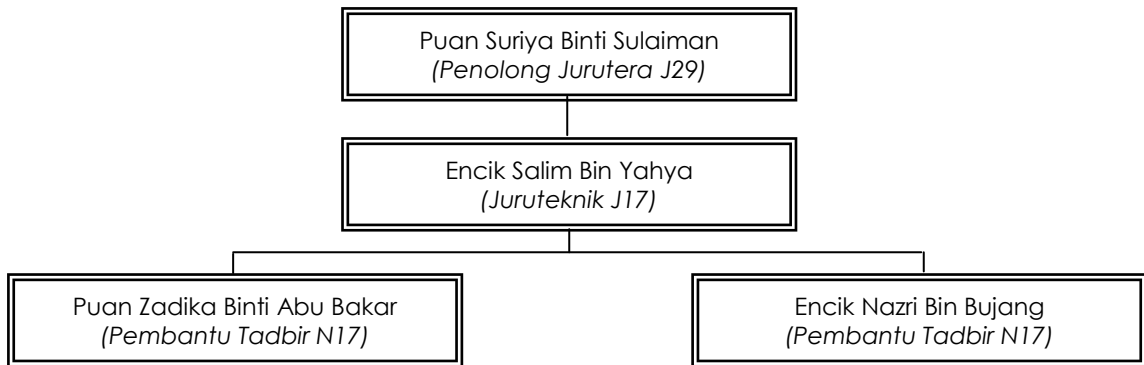 Puan Suriya Binti Sulaiman
(Penolong Jurutera J29)
Encik Salim Bin Yahya
(Juruteknik J17)
Puan Zadika Binti Abu Bakar
(Pembantu Tadbir N17)
Encik Nazri Bin Bujang
(Pembantu Tadbir N17)